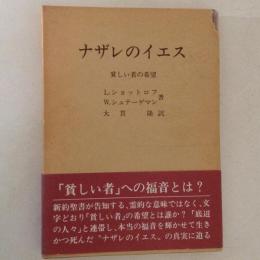 ナザレのイエス
貧しい者の希望
L.ショットロフ
W.シュテーゲマン 著
大貫 隆 訳
「貧しい者」への福音とは?
新約聖書が告知する、霊的な意味ではなく、文
字どおり「貧しい者」の希望とは誰か?「底辺
の人々」と連帯し、本当の福音を輝かせて生き
かつ死んだ“ナザレのイエス”の真実に迫る